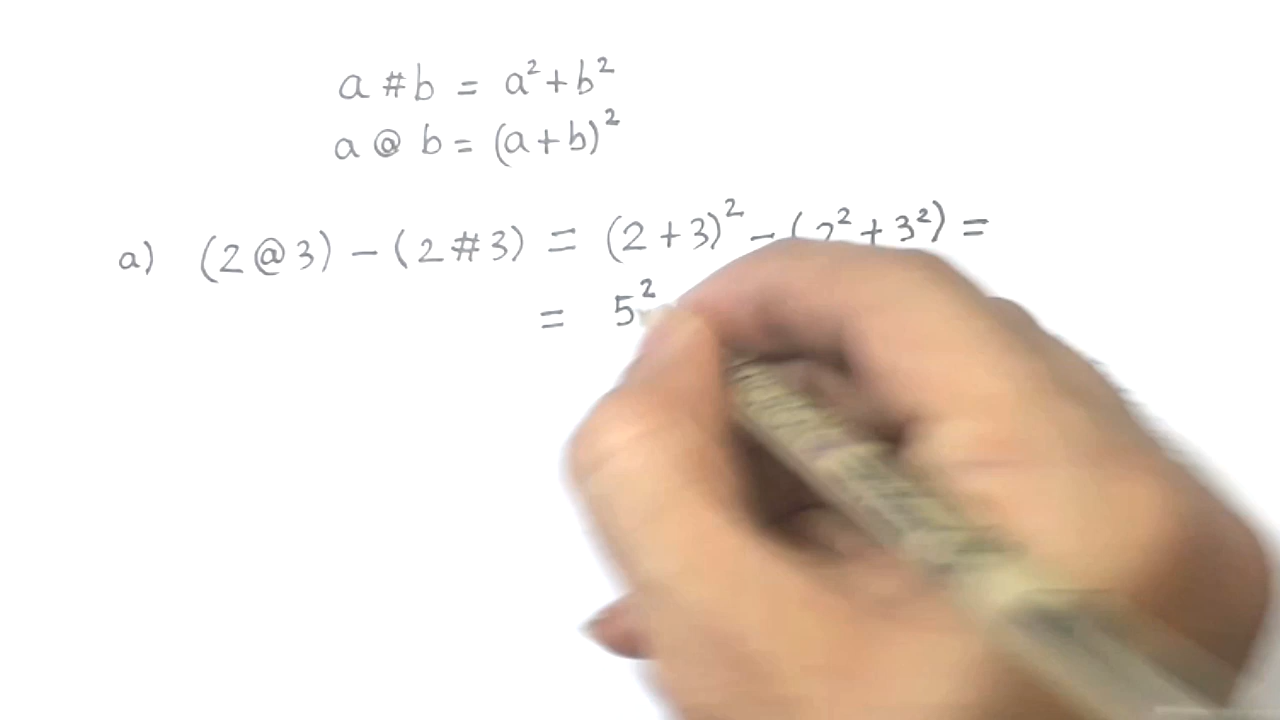 a # b = a² + b²
a @ b = (a + b)²
a) (2 @ 3) − (2 # 3) = (2 + 3)² − (2² + 3²) =
= 5²